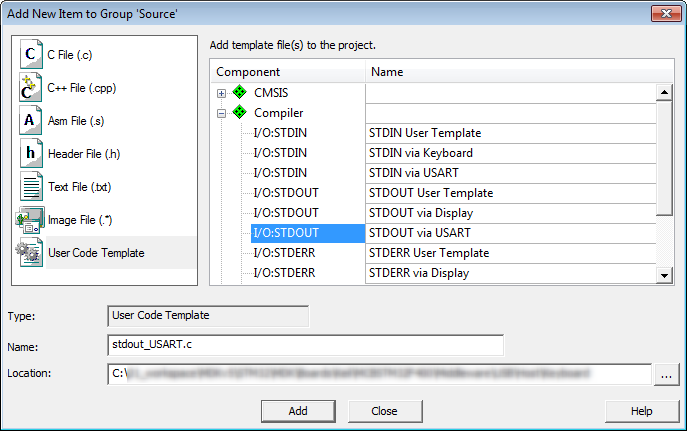 Add New Item to Group 'Source'
C File (.c)
C++ File (.cpp)
Asm File (.s)
Header File (.h)
Text File (.txt)
Image File (.*)
User Code Template
Add template file(s) to the project.
Component Name
CMSIS
Compiler
I/O:STDIN STDIN User Template
I/O:STDIN STDIN via Keyboard
I/O:STDIN STDIN via USART
I/O:STDOUT STDOUT User Template
I/O:STDOUT STDOUT via Display
I/O:STDOUT STDOUT via USART
I/O:STDERR STDERR User Template
I/O:STDERR STDERR via Display
Type: User Code Template
Name: stdout_USART.c
Location: C:\
...
Add Close Help